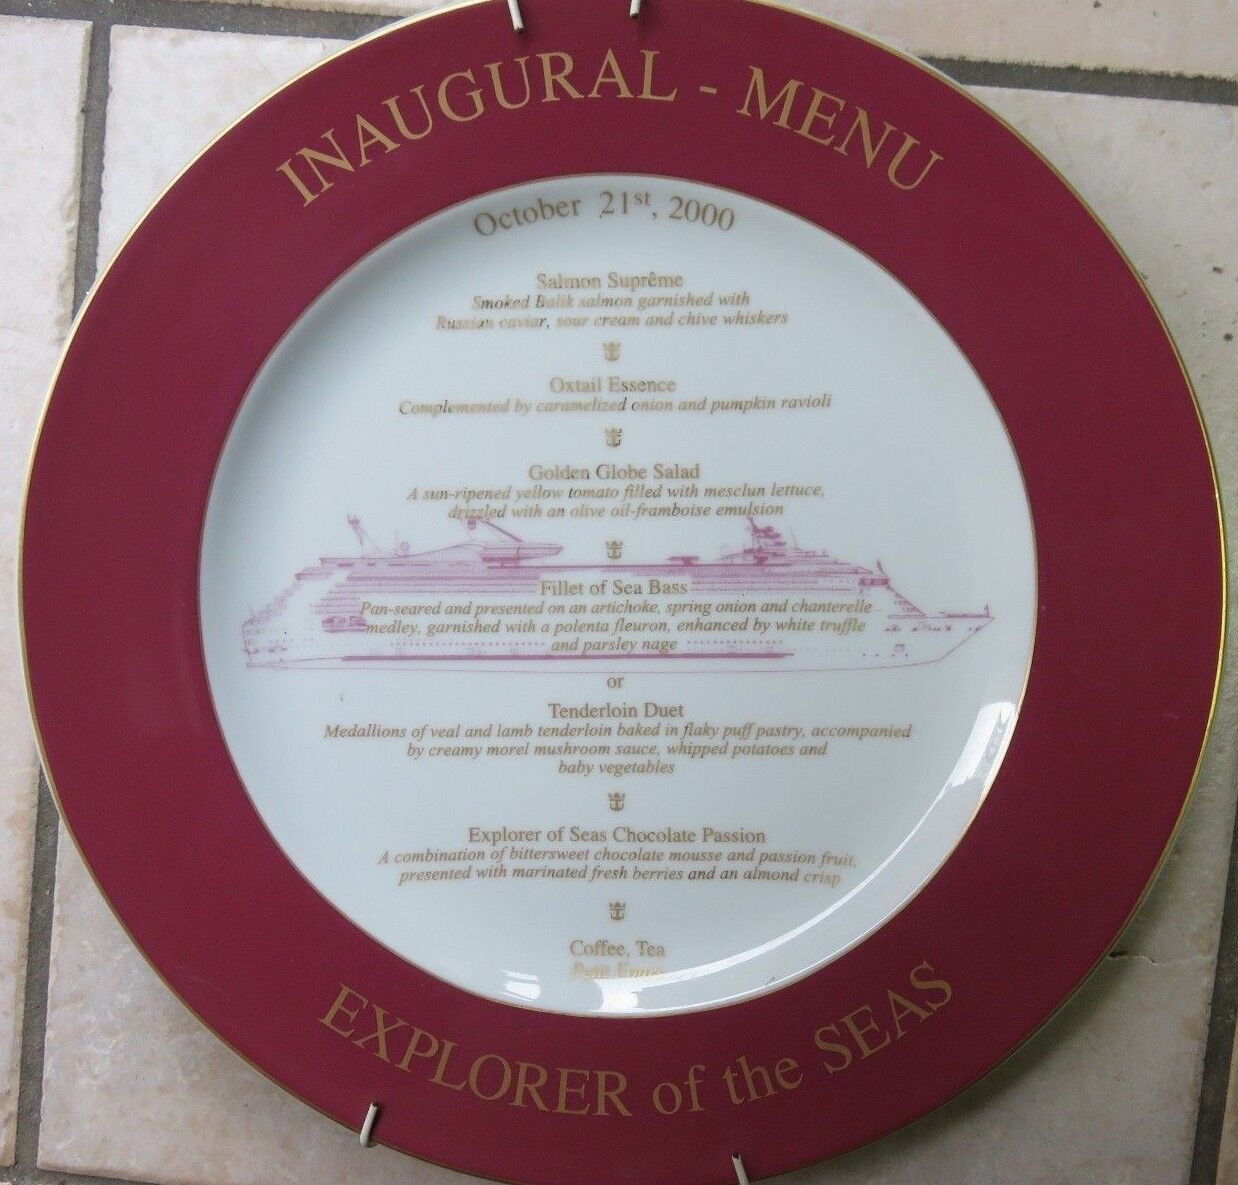 INAUGURAL - MENU
October 21st, 2000
Salmon Suprême
Smoked Balik salmon garnished with
Russian caviar, sour cream and chive whiskers
Oxtail Essence
Complemented by caramelized onion and pumpkin ravioli
Golden Globe Salad
A sun-ripened yellow tomato filled with mesclun lettuce,
drizzled with an olive oil-framboise emulsion
Fillet of Sea Bass
Pan-seared and presented on an artichoke, spring onion and chanterelle
medley, garnished with a polenta fleuron, enhanced by white truffle
and parsley nage
or
Tenderloin Duet
Medallions of veal and lamb tenderloin baked in flaky puff pastry, accompanied
by creamy morel mushroom sauce, whipped potatoes and
baby vegetables
Explorer of Seas Chocolate Passion
A combination of bittersweet chocolate mousse and passion fruit,
presented with marinated fresh berries and an almond crisp
Coffee, Tea
Petit
EXPLORER of the SEAS